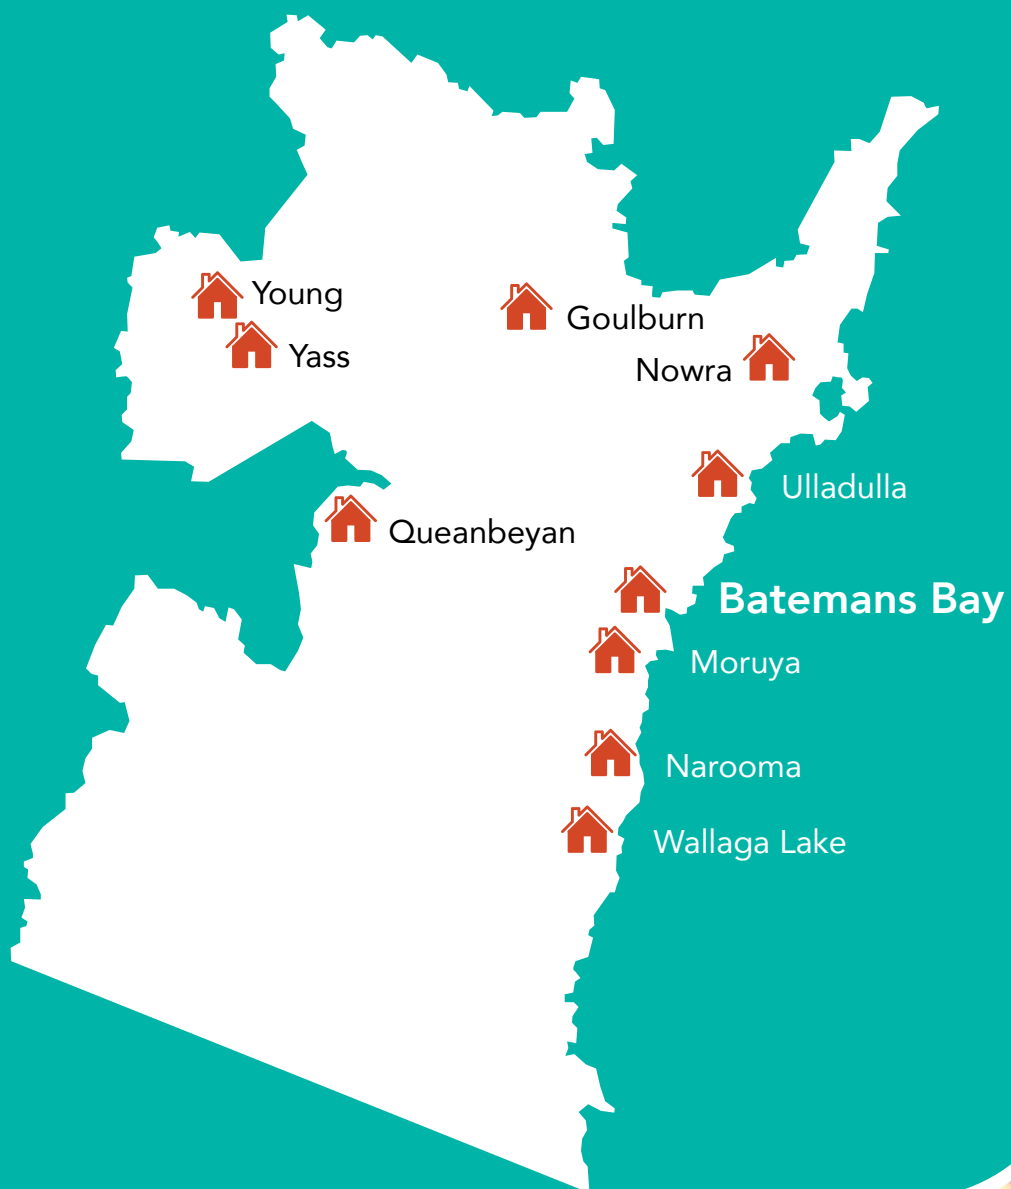 Young
Goulburn
Yass
Nowra
Ulladulla
Queanbeyan
Batemans Bay
Moruya
Narooma
Wallaga Lake